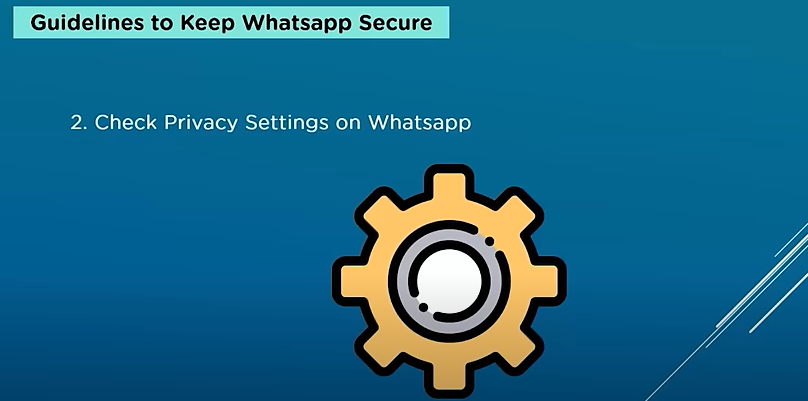 Guidelines to Keep Whatsapp Secure
2. Check Privacy Settings on Whatsapp